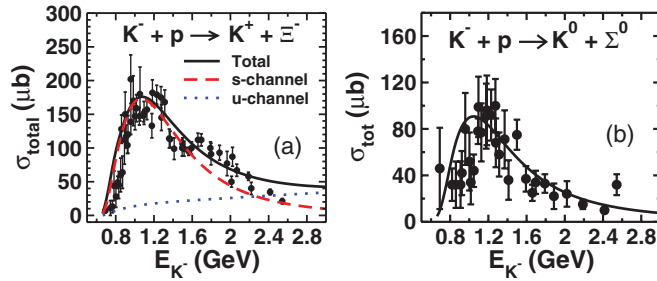 K⁻ + p → K⁺ + Ξ⁻
Total
s-channel
u-channel
(a)
σtotal (μb)
300
250
200
150
100
50
0
0.8 1.2 1.6 2 2.4 2.8
E_K⁻ (GeV)
K⁻ + p → K⁰ + Σ⁰
(b)
σtot (μb)
160
120
80
40
0
0.8 1.2 1.6 2 2.4 2.8
E_K⁻ (GeV)